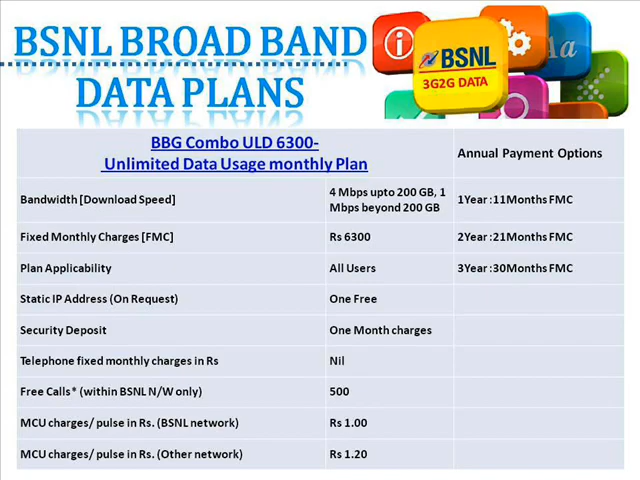 BSNL BROAD BAND
DATA PLANS
BSNL
3G2G DATA
Aa
BBG Combo ULD 6300-
Unlimited Data Usage monthly Plan
Annual Payment Options
Bandwidth [Download Speed]
4 Mbps upto 200 GB, 1
Mbps beyond 200 GB
1Year :11Months FMC
Fixed Monthly Charges [FMC]
Rs 6300
2Year :21Months FMC
Plan Applicability
All Users
3Year :30Months FMC
Static IP Address (On Request)
One Free
Security Deposit
One Month charges
Telephone fixed monthly charges in Rs
Nil
Free Calls* (within BSNL N/W only)
500
MCU charges/ pulse in Rs. (BSNL network)
Rs 1.00
MCU charges/ pulse in Rs. (Other network)
Rs 1.20